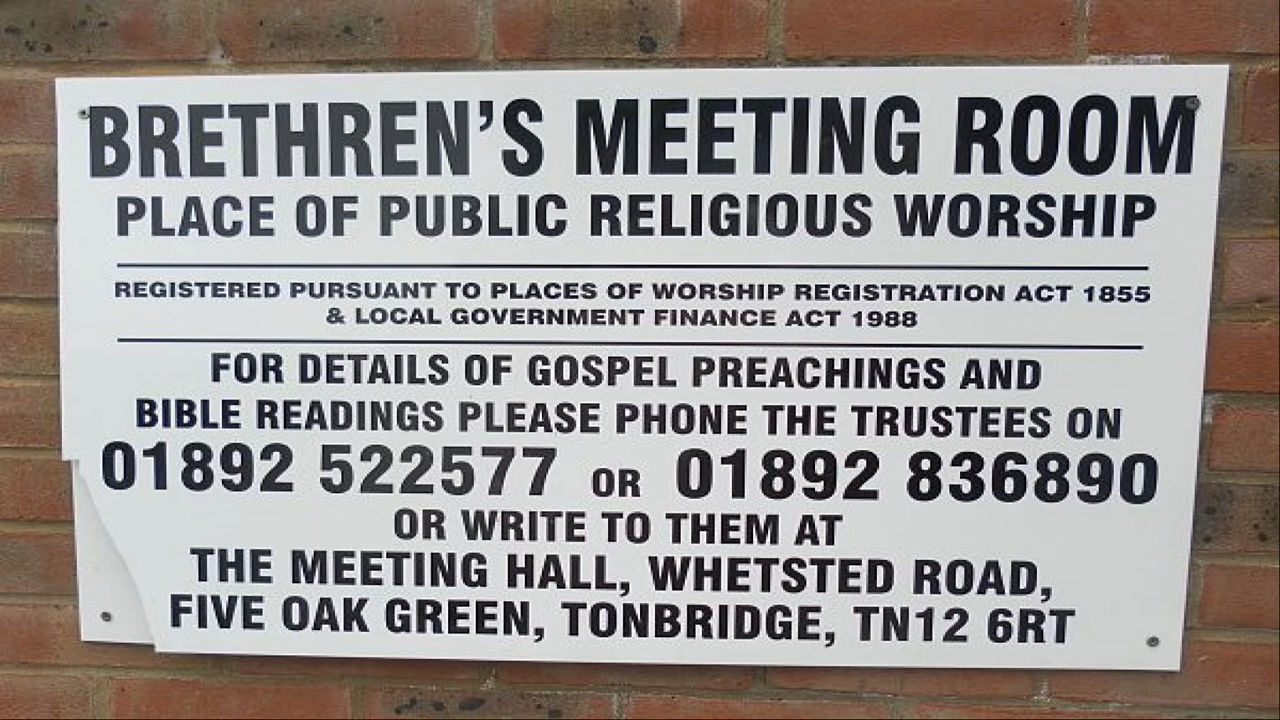 BRETHREN'S MEETING ROOM
PLACE OF PUBLIC RELIGIOUS WORSHIP
REGISTERED PURSUANT TO PLACES OF WORSHIP REGISTRATION ACT 1855
& LOCAL GOVERNMENT FINANCE ACT 1988
FOR DETAILS OF GOSPEL PREACHINGS AND
BIBLE READINGS PLEASE PHONE THE TRUSTEES ON
01892 522577 OR 01892 836890
OR WRITE TO THEM AT
THE MEETING HALL, WHETSTED ROAD,
FIVE OAK GREEN, TONBRIDGE, TN12 6RT